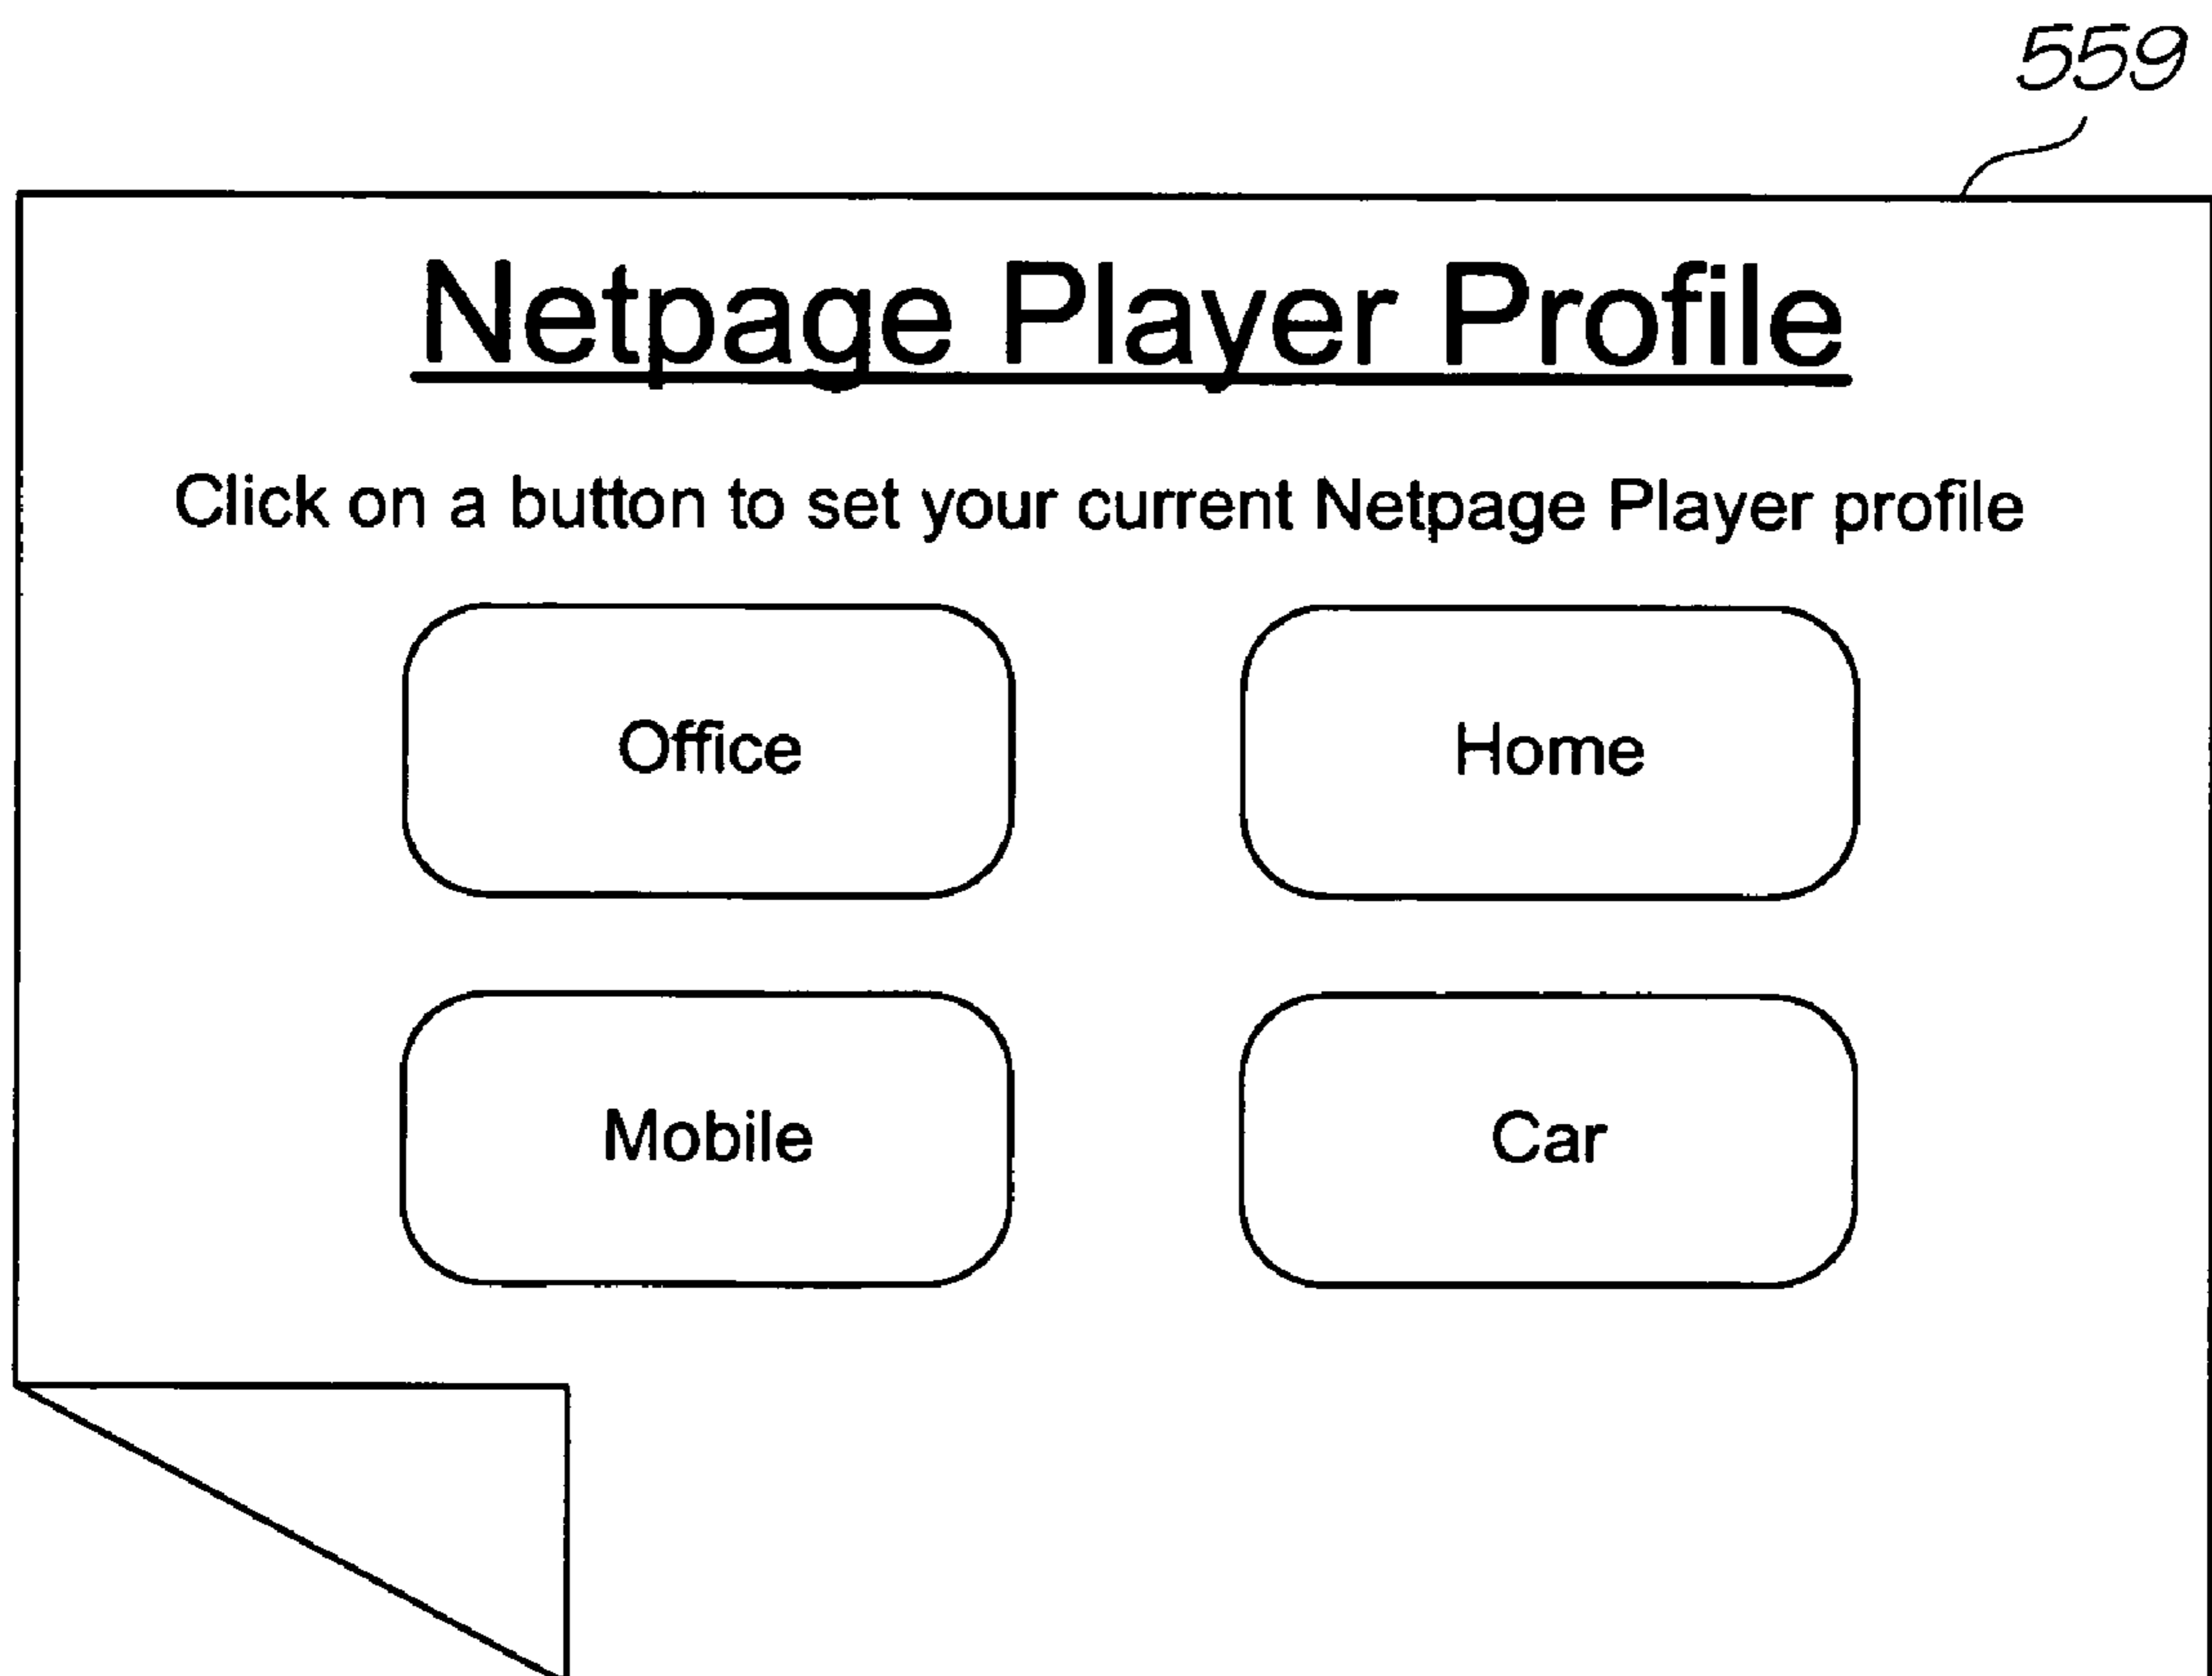 559
Netpage Player Profile
Click on a button to set your current Netpage Player profile
Office Home
Mobile Car